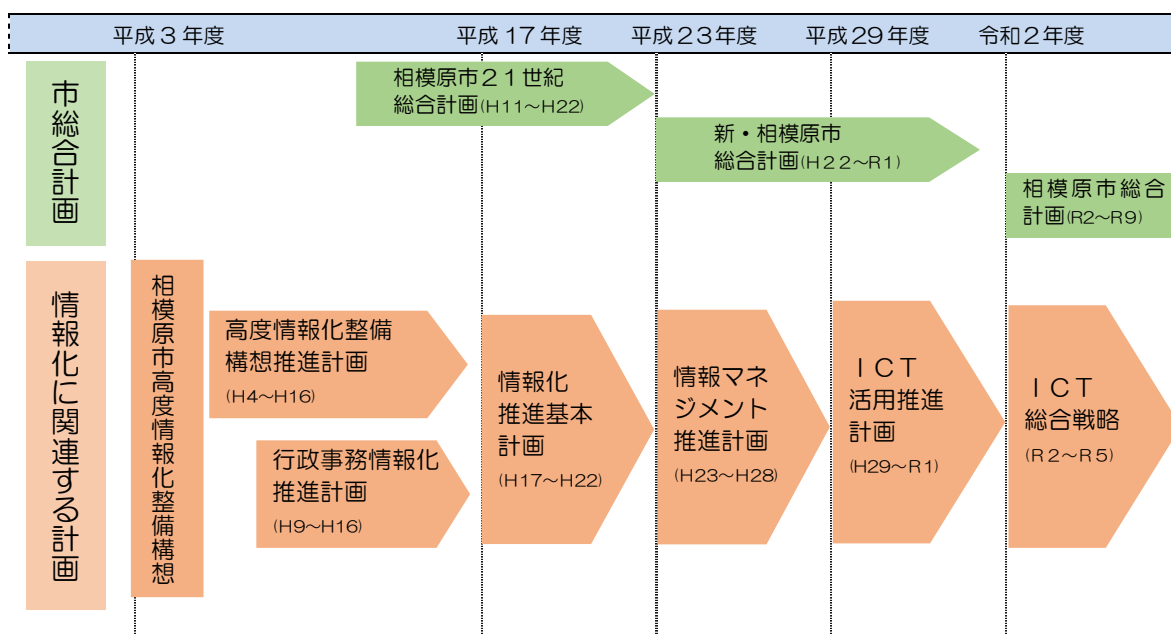 平成３年度
平成17年度
平成23年度
平成29年度
令和2年度
市総合計画
相模原市２１世紀
総合計画(H11～H22)
新・相模原市
総合計画(H２２～R1)
相模原市総合
計画(R2～R9)
情報化に関連する計画
相模原市高度情報化整備構想
高度情報化整備
構想推進計画
(H4～H16)
行政事務情報化
推進計画
(H9～H16)
情報化
推進基本
計画
(H17～H22)
情報マネ
ジメント
推進計画
(H23～H28)
ＩＣＴ
活用推進
計画
(H29～R1)
ＩＣＴ
総合戦略
(R２～R５)